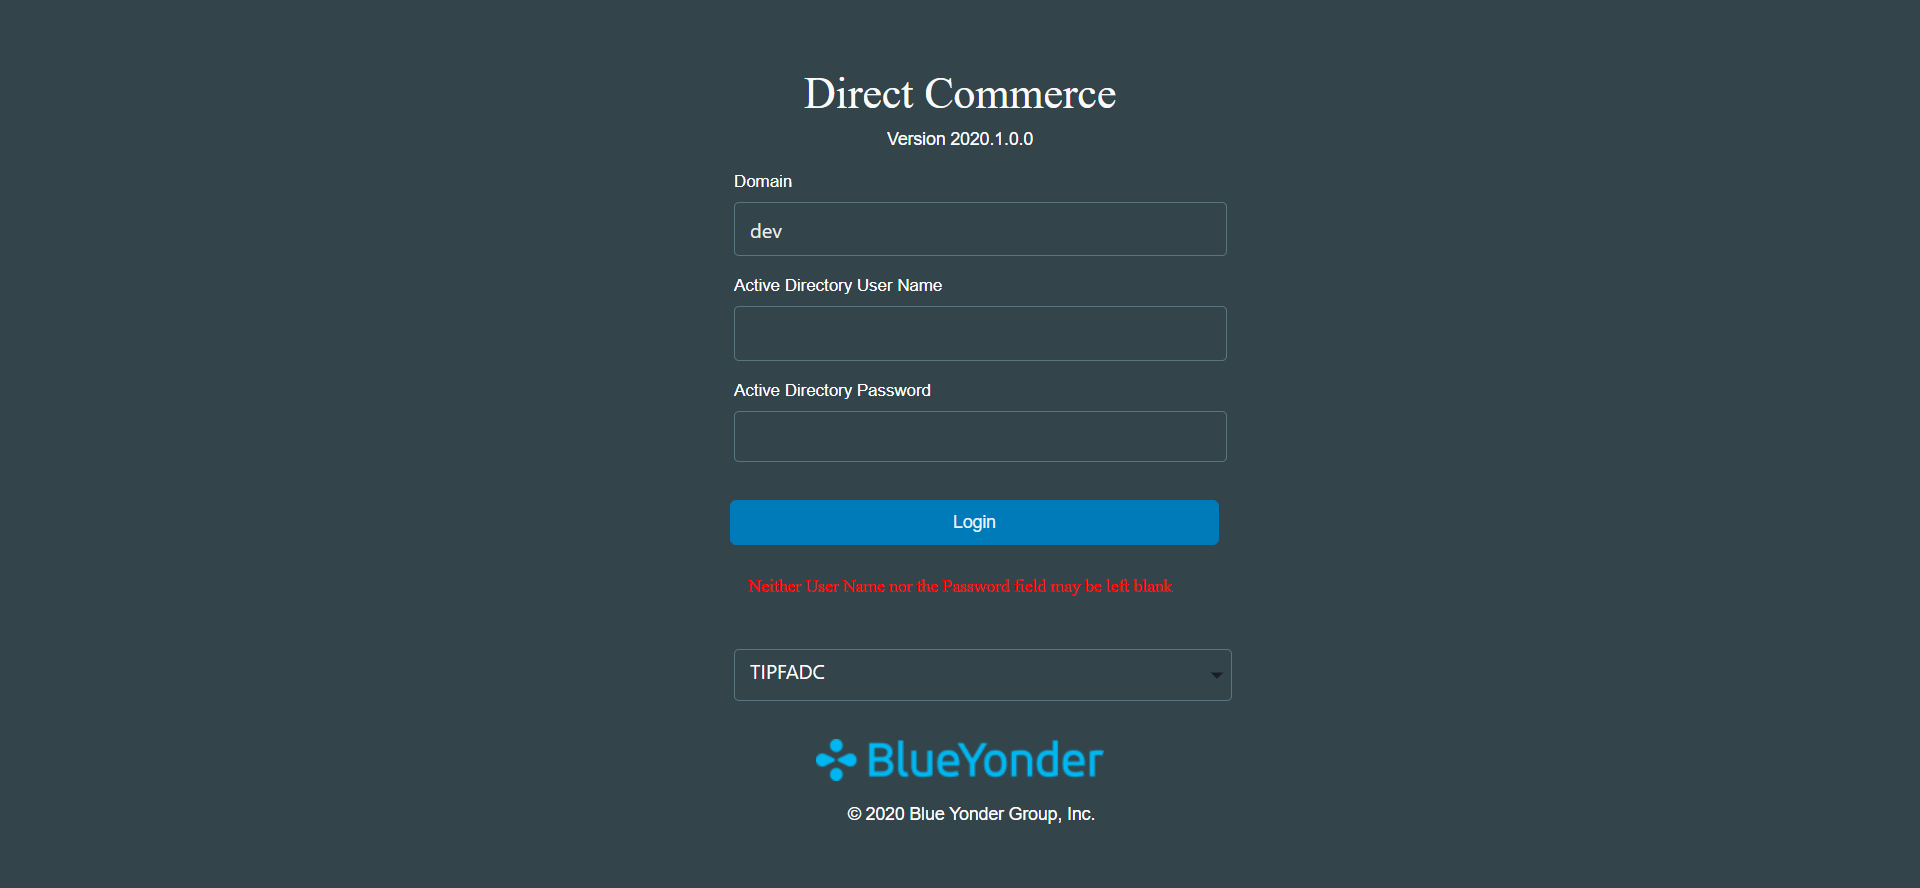 Direct Commerce
Version 2020.1.0.0
Domain
dev
Active Directory User Name
Active Directory Password
Login
Neither User Name nor the Password field may be left blank
TIPFADC
BlueYonder
© 2020 Blue Yonder Group, Inc.